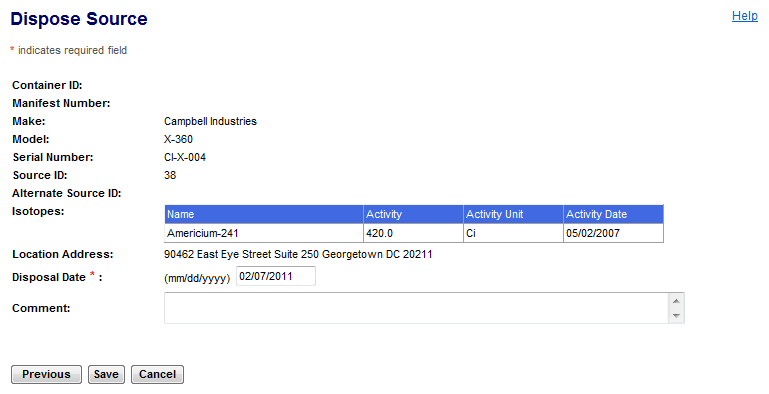 Dispose Source
Help
* indicates required field
Container ID:
Manifest Number:
Make: Campbell Industries
Model: X-360
Serial Number: CI-X-004
Source ID: 38
Alternate Source ID:
Isotopes:
Name Activity Activity Unit Activity Date
Americium-241 420.0 Ci 05/02/2007
Location Address: 90462 East Eye Street Suite 250 Georgetown DC 20211
Disposal Date * : (mm/dd/yyyy) 02/07/2011
Comment:
Previous Save Cancel